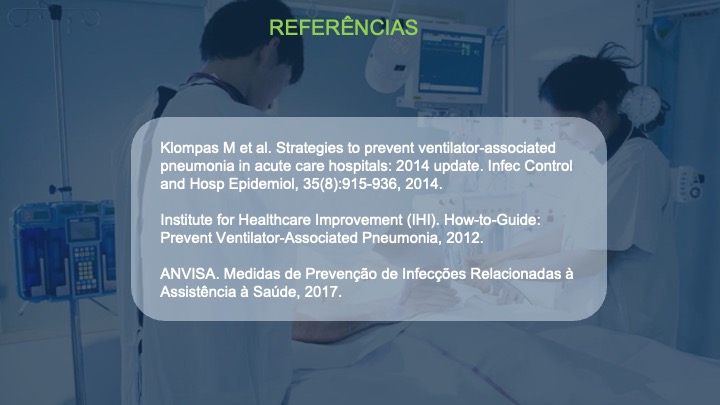 REFERÊNCIAS
Klompas M et al. Strategies to prevent ventilator-associated
pneumonia in acute care hospitals: 2014 update. Infec Control
and Hosp Epidemiol, 35(8):915-936, 2014.
Institute for Healthcare Improvement (IHI). How-to-Guide:
Prevent Ventilator-Associated Pneumonia, 2012.
ANVISA. Medidas de Prevenção de Infecções Relacionadas à
Assistência à Saúde, 2017.